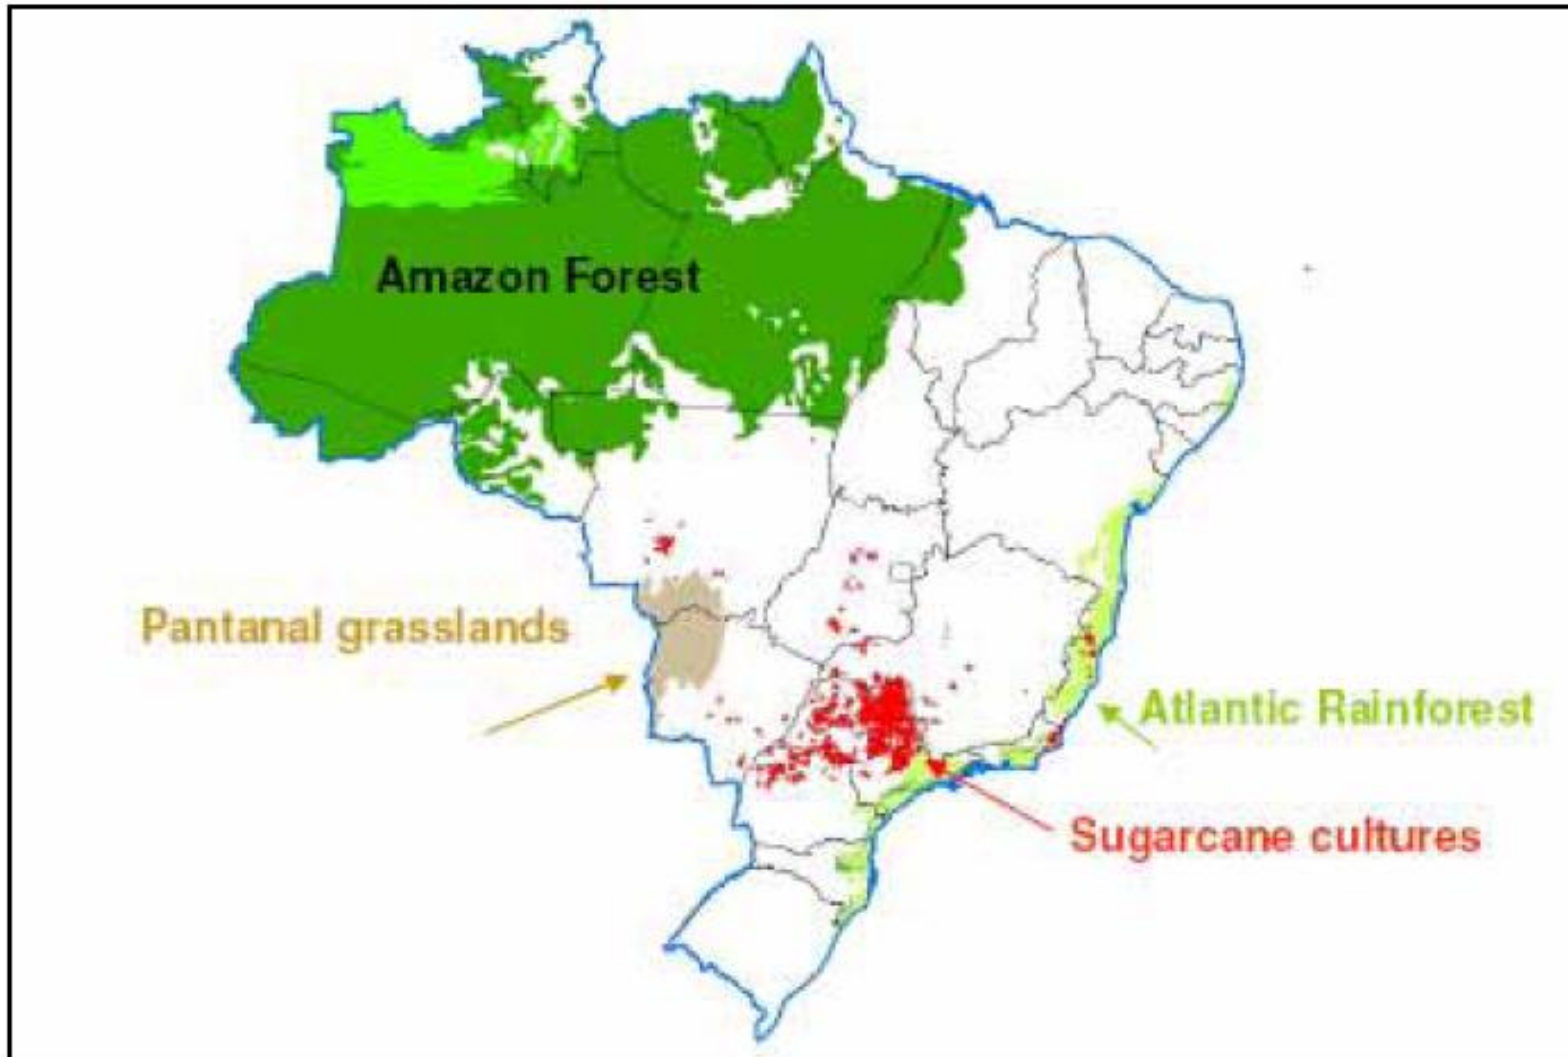 Amazon Forest
Pantanal grasslands
Atlantic Rainforest
Sugarcane cultures